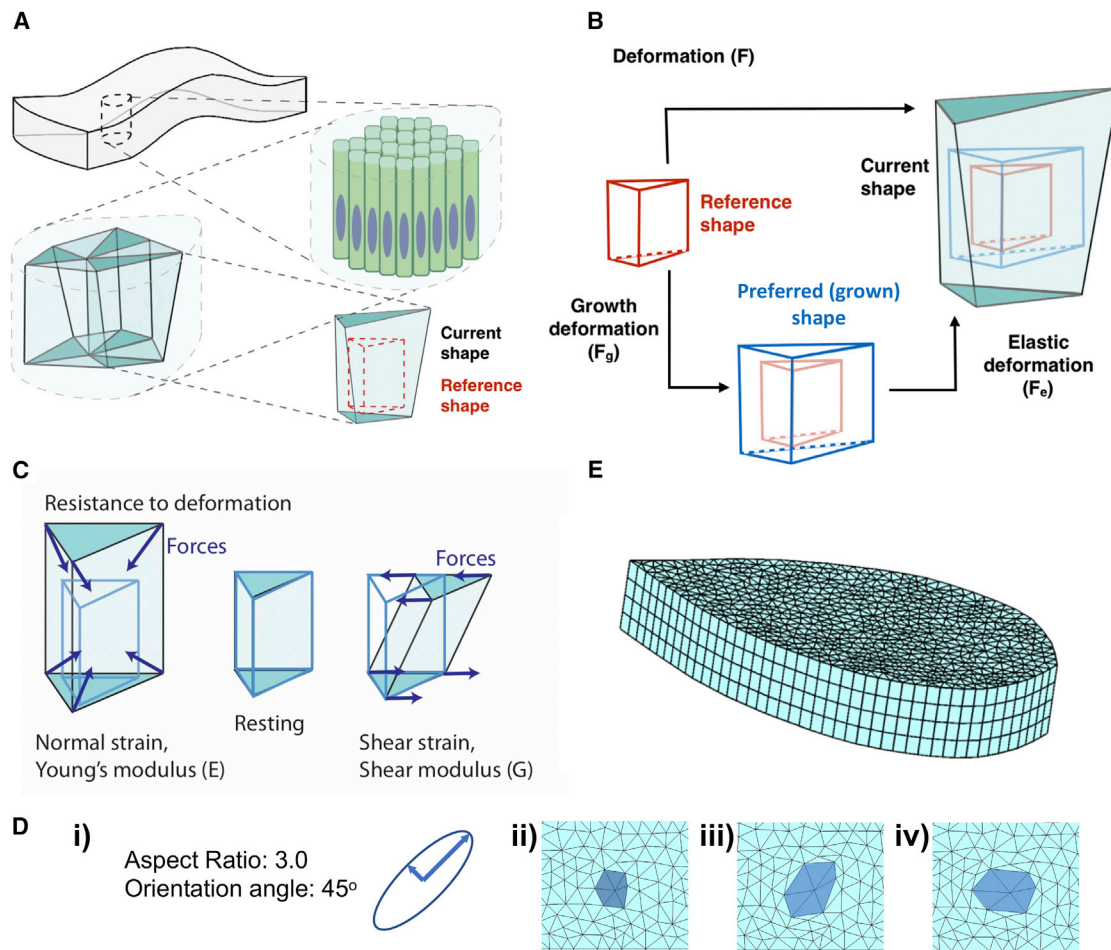 A
Current
shape
Reference
shape
B
Deformation (F)
Current
shape
Reference
shape
Preferred (grown)
shape
Growth
deformation
(Fg)
Elastic
deformation
(Fe)
C
Resistance to deformation
Forces
Forces
Resting
Normal strain,
Young's modulus (E)
Shear strain,
Shear modulus (G)
E
D
i)
Aspect Ratio: 3.0
Orientation angle: 45o
ii)
iii)
iv)